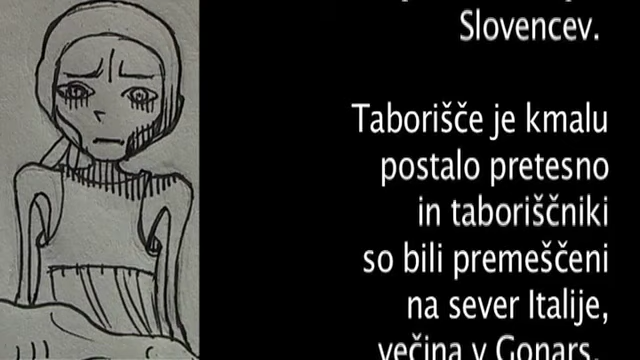 Slovencev.
Taborišče je kmalu
postalo pretesno
in taboriščniki
so bili premeščeni
na sever Italije,
večina v Gonars.